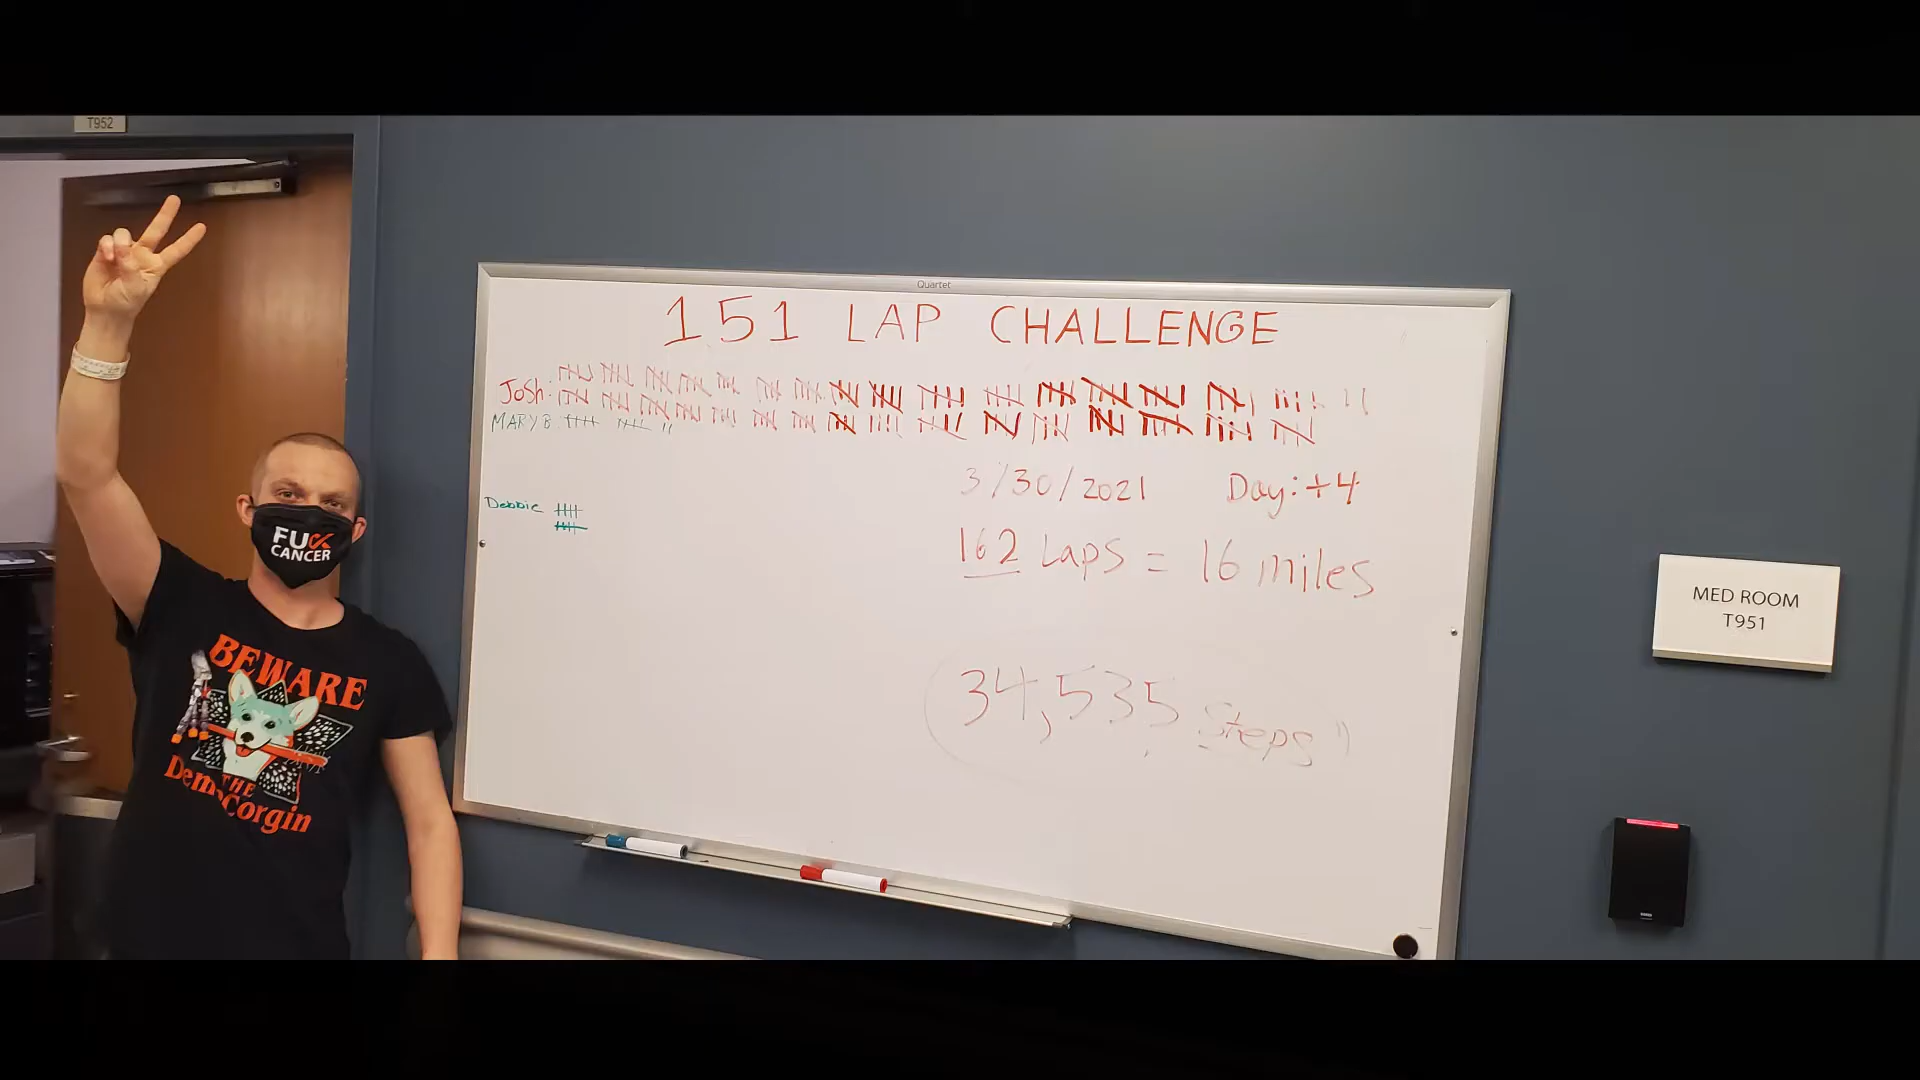 T952
Quartet
151 LAP CHALLENGE
Josh:
MARY B
3/30/2021 Day:+4
Debbie
162 Laps = 16 miles
34,535 Steps
FUCK
CANCER
BEWARE
THE
DemoCorgin
MED ROOM
T951